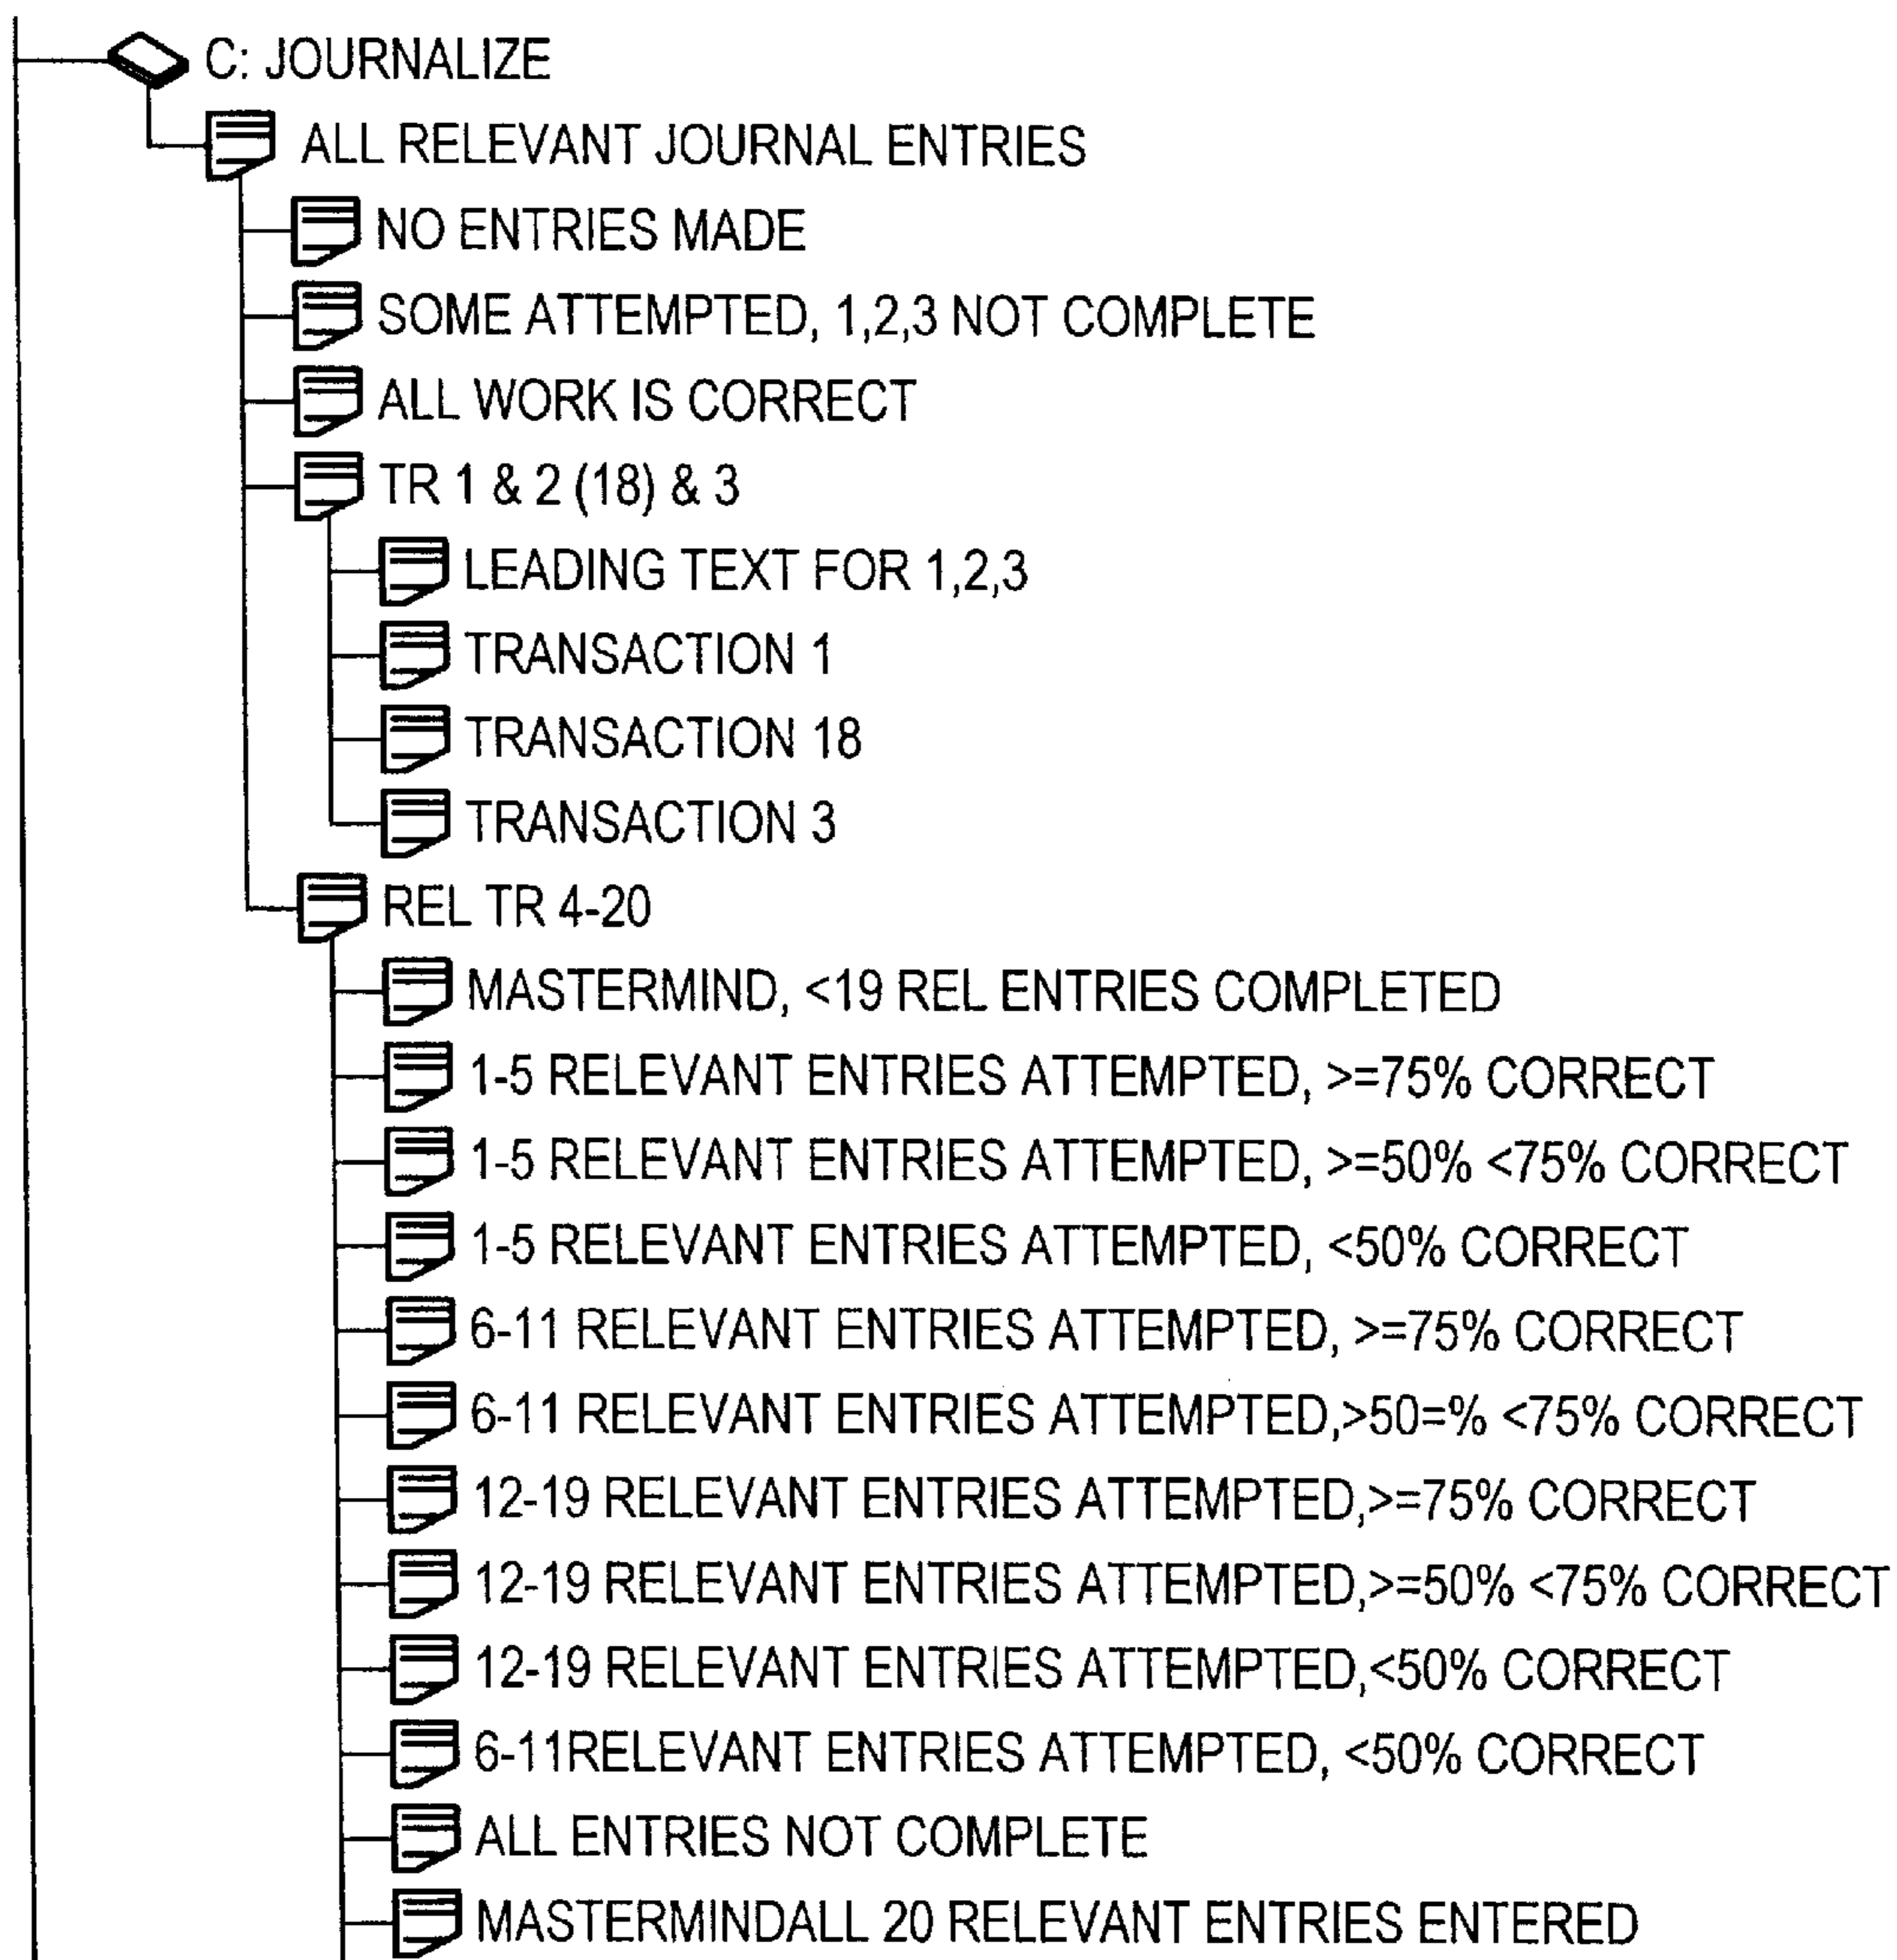 C: JOURNALIZE
ALL RELEVANT JOURNAL ENTRIES
NO ENTRIES MADE
SOME ATTEMPTED, 1,2,3 NOT COMPLETE
ALL WORK IS CORRECT
TR 1 & 2 (18) & 3
LEADING TEXT FOR 1,2,3
TRANSACTION 1
TRANSACTION 18
TRANSACTION 3
REL TR 4-20
MASTERMIND, <19 REL ENTRIES COMPLETED
1-5 RELEVANT ENTRIES ATTEMPTED, >=75% CORRECT
1-5 RELEVANT ENTRIES ATTEMPTED, >=50% <75% CORRECT
1-5 RELEVANT ENTRIES ATTEMPTED, <50% CORRECT
6-11 RELEVANT ENTRIES ATTEMPTED, >=75% CORRECT
6-11 RELEVANT ENTRIES ATTEMPTED,>50=% <75% CORRECT
12-19 RELEVANT ENTRIES ATTEMPTED,>=75% CORRECT
12-19 RELEVANT ENTRIES ATTEMPTED,>=50% <75% CORRECT
12-19 RELEVANT ENTRIES ATTEMPTED,<50% CORRECT
6-11RELEVANT ENTRIES ATTEMPTED, <50% CORRECT
ALL ENTRIES NOT COMPLETE
MASTERMINDALL 20 RELEVANT ENTRIES ENTERED